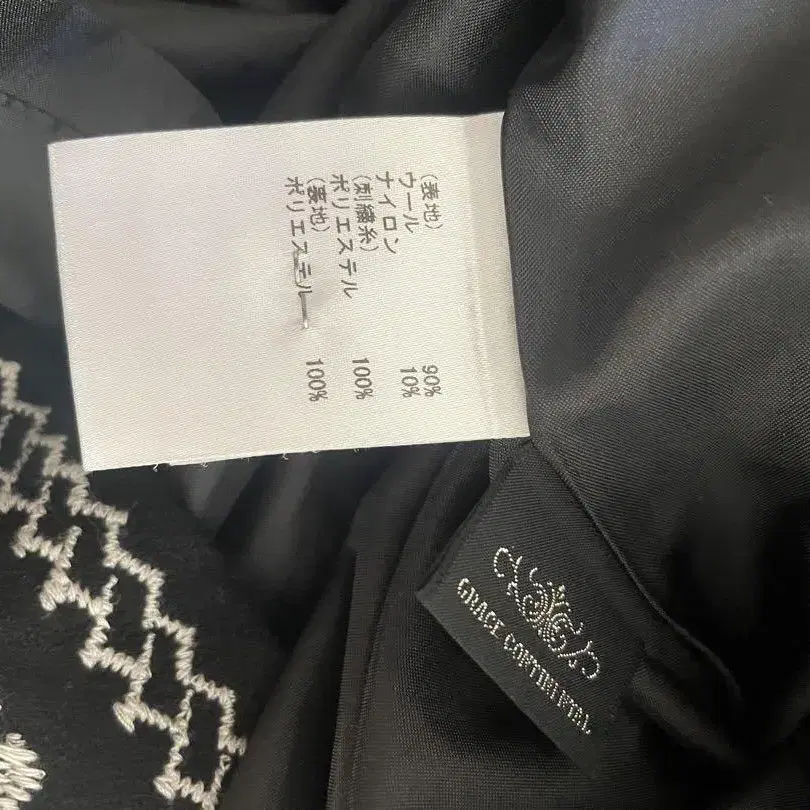 (表地)
ウール 90%
ナイロン 10%
(刺繍糸)
ポリエステル 100%
(裏地)
ポリエステル 100%
GRACE CONTINENTAL